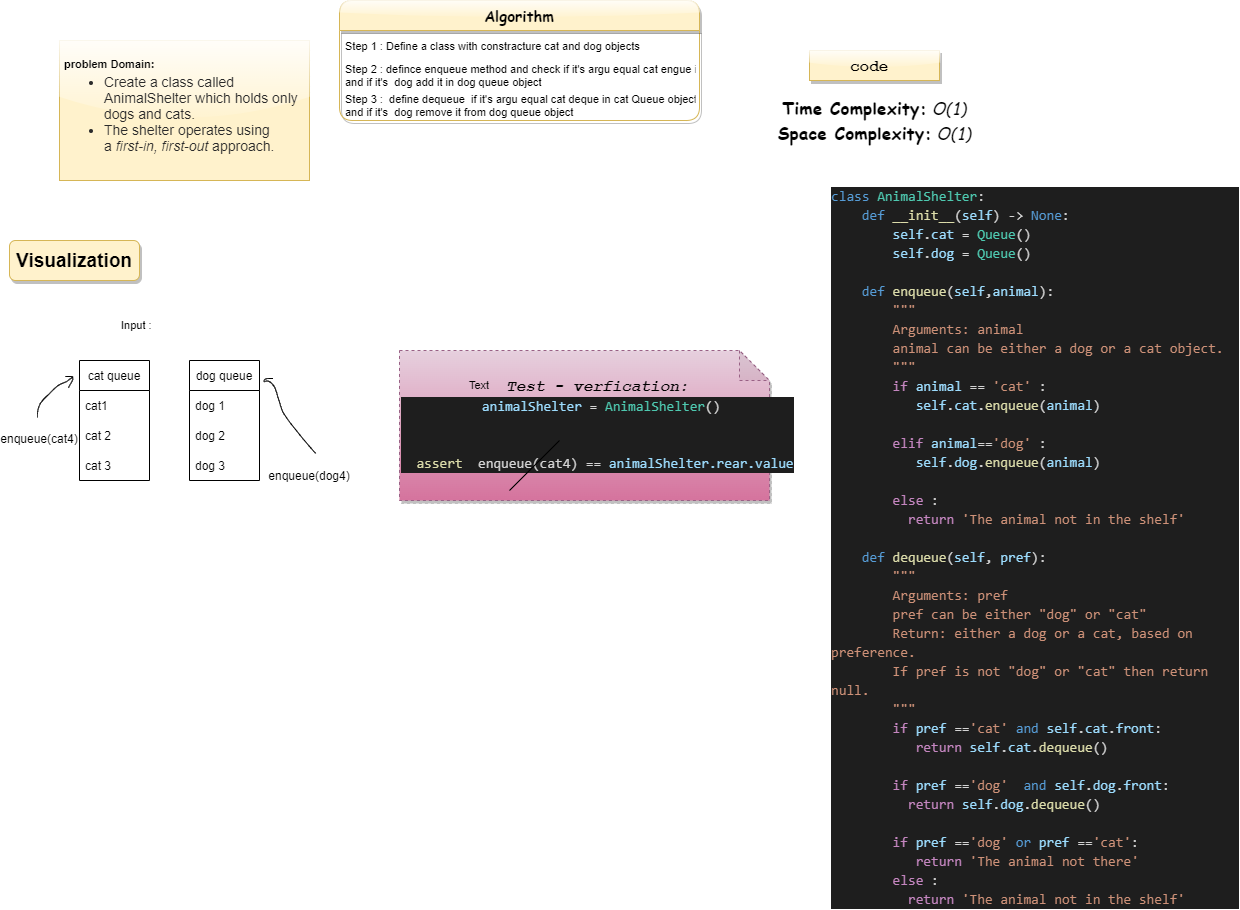 Algorithm
Step 1 : Define a class with constracture cat and dog objects
Step 2 : defince enqueue method and check if it's argu equal cat engue i
and if it's dog add it in dog queue object
Step 3 : define dequeue if it's argu equal cat deque in cat Queue object
and if it's dog remove it from dog queue object
problem Domain:
• Create a class called
AnimalShelter which holds only
dogs and cats.
• The shelter operates using
a first-in, first-out approach.
code
Time Complexity: O(1)
Space Complexity: O(1)
Visualization
Input :
cat queue
cat1
cat 2
cat 3
enqueue(cat4)
dog queue
dog 1
dog 2
dog 3
enqueue(dog4)
Text
Test - verfication:
animalShelter = AnimalShelter()
assert enqueue(cat4) == animalShelter.rear.value
class AnimalShelter:
    def __init__(self) -> None:
        self.cat = Queue()
        self.dog = Queue()
    def enqueue(self,animal):
        """
        Arguments: animal
        animal can be either a dog or a cat object.
        """
        if animal == 'cat' :
           self.cat.enqueue(animal)
        elif animal=='dog' :
           self.dog.enqueue(animal)
        else :
          return 'The animal not in the shelf'
    def dequeue(self, pref):
        """
        Arguments: pref
        pref can be either "dog" or "cat"
        Return: either a dog or a cat, based on
preference.
        If pref is not "dog" or "cat" then return
null.
        """
        if pref =='cat' and self.cat.front:
           return self.cat.dequeue()
        if pref =='dog'  and self.dog.front:
          return self.dog.dequeue()
        if pref =='dog' or pref =='cat':
           return 'The animal not there'
        else :
          return 'The animal not in the shelf'